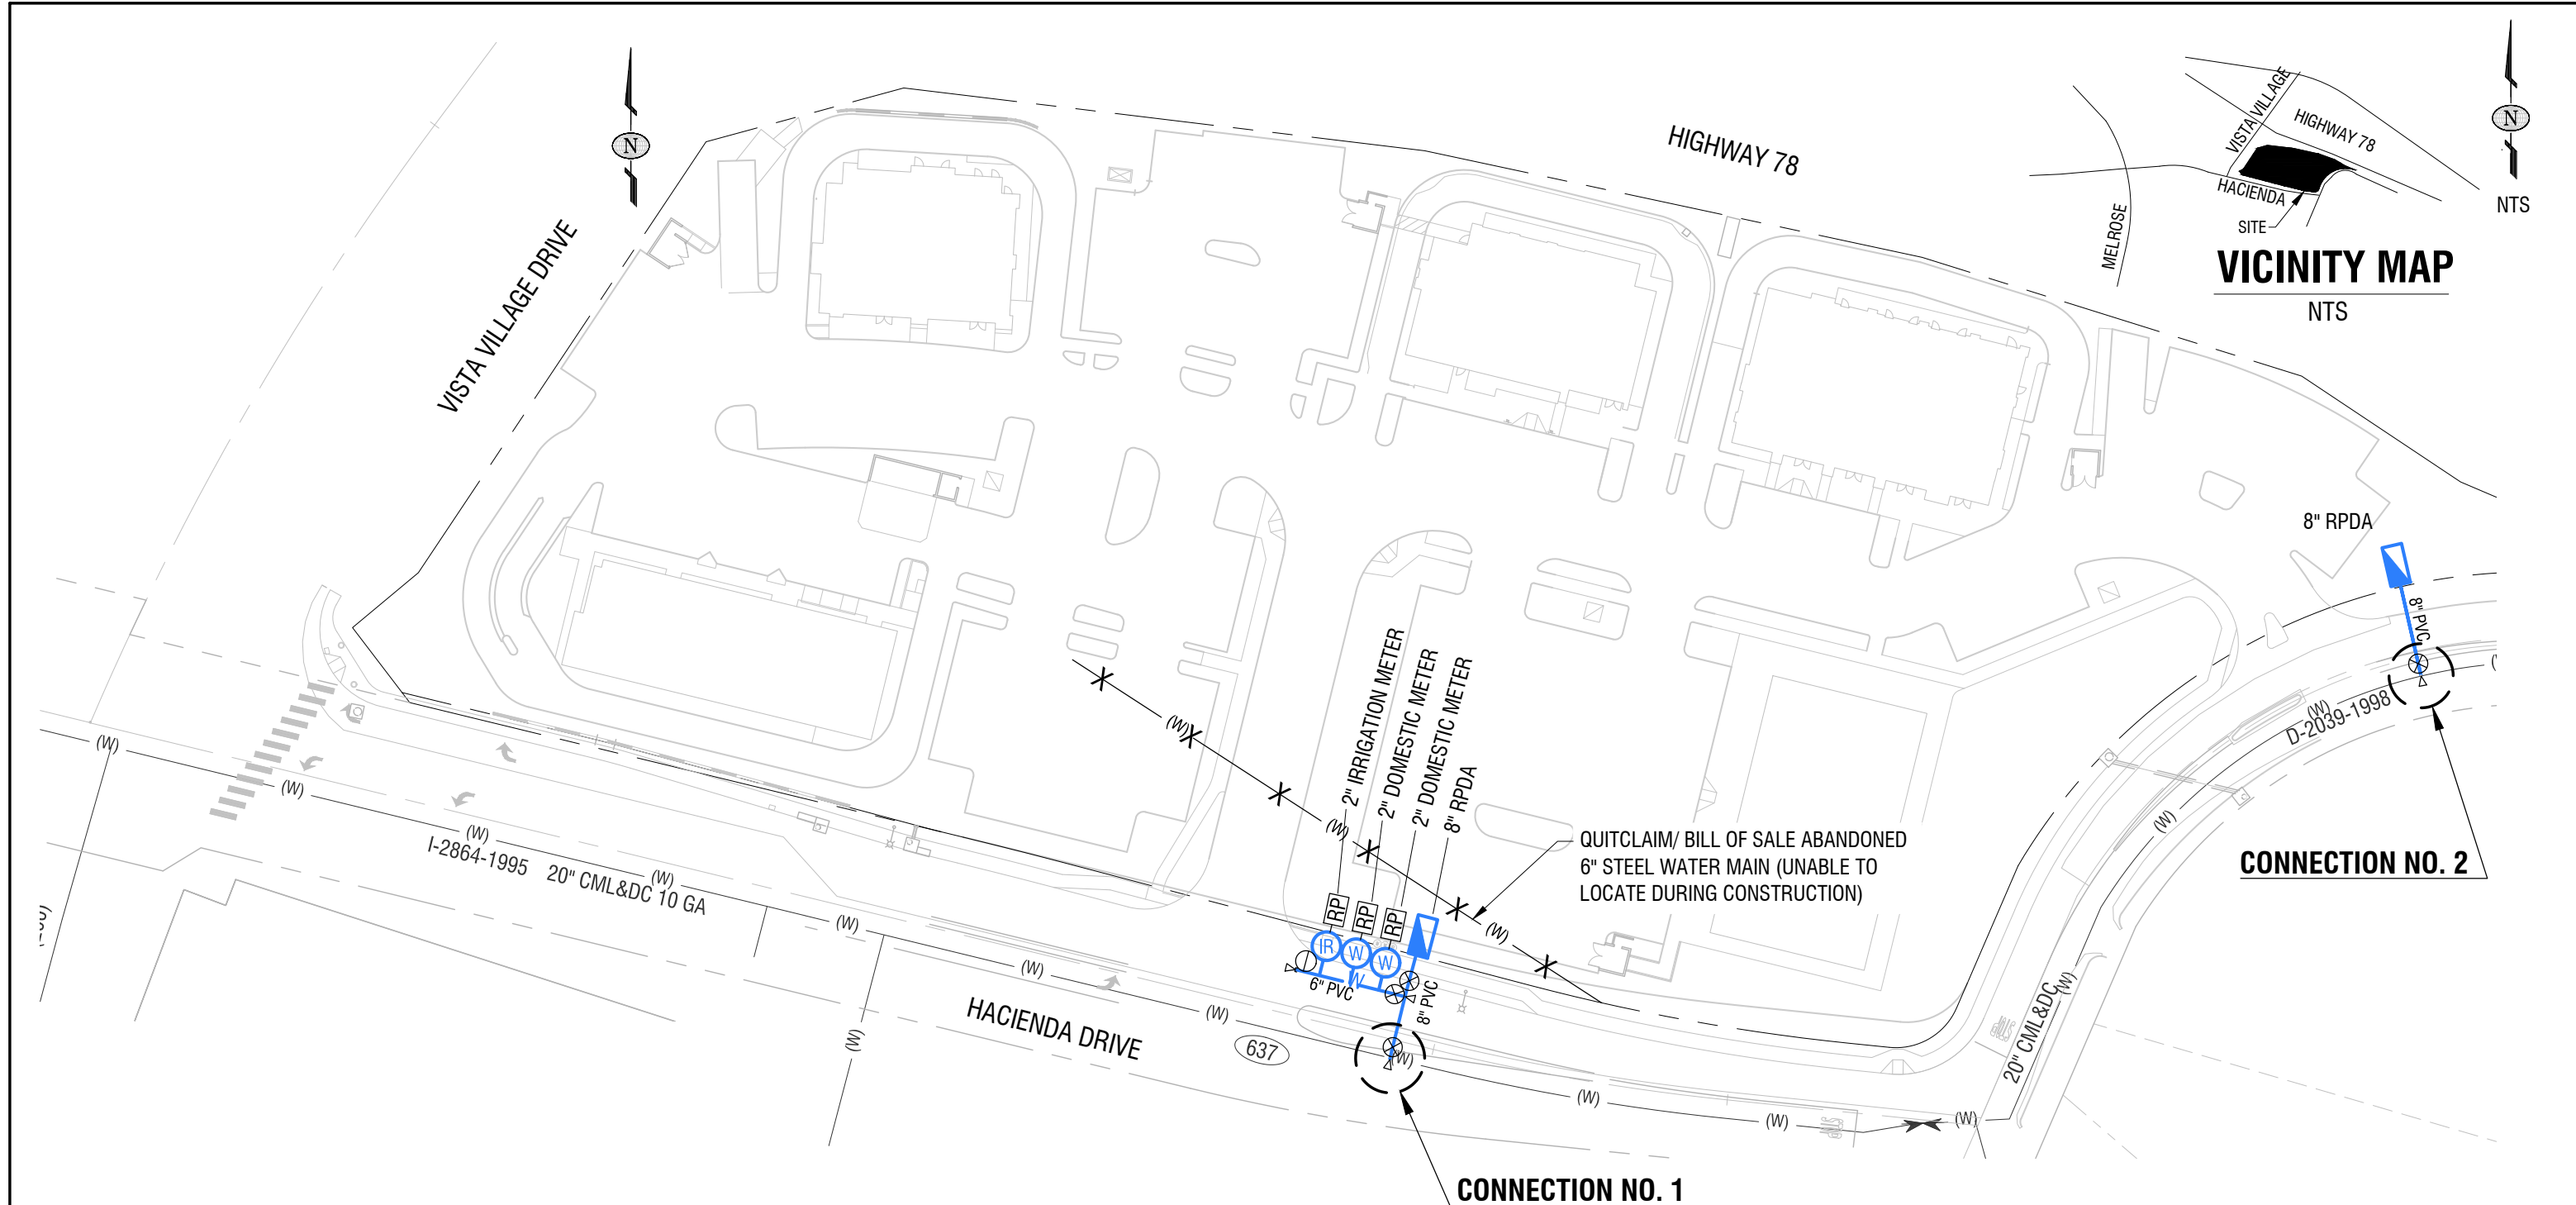 N
HIGHWAY 78
VISTA VILLAGE
HIGHWAY 78
HACIENDA
SITE
MELROSE
N
NTS
VICINITY MAP
NTS
VISTA VILLAGE DRIVE
8" RPDA
8" PVC
(W)
D-2039-1998
(W)
CONNECTION NO. 2
2" IRRIGATION METER
2" DOMESTIC METER
2" DOMESTIC METER
8" RPDA
(W)
(W)
(W)
QUITCLAIM/ BILL OF SALE ABANDONED
6" STEEL WATER MAIN (UNABLE TO
LOCATE DURING CONSTRUCTION)
RP
RP
RP
IR
W
W
W
6" PVC
8" PVC
(W)
(W)
(W)
(W)
I-2864-1995
20" CML&DC 10 GA
(W)
(W)
(W)
(W)
(W)
HACIENDA DRIVE
637
(W)
(W)
(W)
(W)
20" CML&DC
(W)
CONNECTION NO. 1